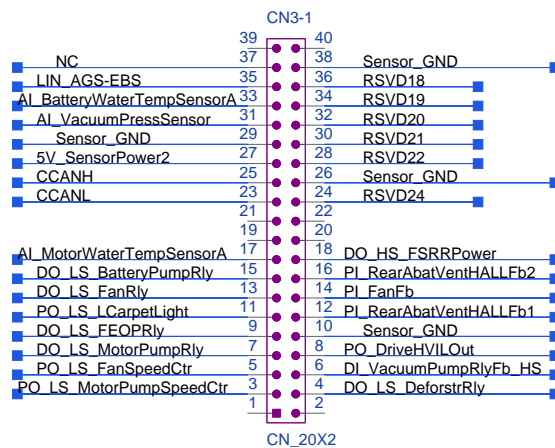 CN3-1
39 40
NC 37 38 Sensor_GND
LIN_AGS-EBS 35 36 RSVD18
AI_BatteryWaterTempSensorA 33 34 RSVD19
AI_VacuumPressSensor 31 32 RSVD20
Sensor_GND 29 30 RSVD21
5V_SensorPower2 27 28 RSVD22
CCANH 25 26 Sensor_GND
CCANL 23 24 RSVD24
21 22
19 20
AI_MotorWaterTempSensorA 17 18 DO_HS_FSRRPower
DO_LS_BatteryPumpRly 15 16 PI_RearAbatVentHALLFb2
DO_LS_FanRly 13 14 PI_FanFb
PO_LS_LCarpetLight 11 12 PI_RearAbatVentHALLFb1
DO_LS_FEOPRly 9 10 Sensor_GND
DO_LS_MotorPumpRly 7 8 PO_DriveHVILOut
PO_LS_FanSpeedCtr 5 6 DI_VacuumPumpRlyFb_HS
PO_LS_MotorPumpSpeedCtr 3 4 DO_LS_DeforstrRly
1 2
CN_20X2